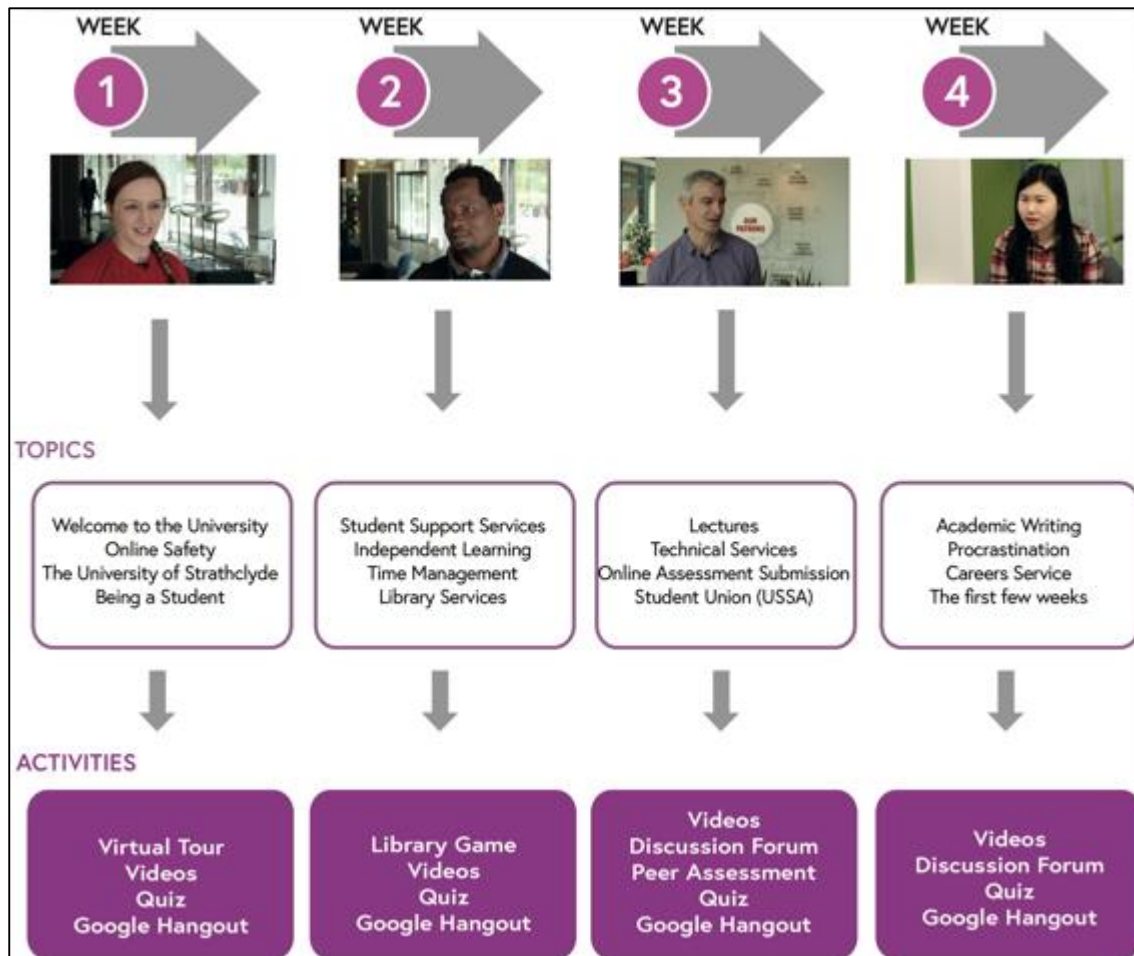 WEEK
1
WEEK
2
WEEK
3
WEEK
4
OUR
PATRONS
TOPICS
Welcome to the University
Online Safety
The University of Strathclyde
Being a Student
Student Support Services
Independent Learning
Time Management
Library Services
Lectures
Technical Services
Online Assessment Submission
Student Union (USSA)
Academic Writing
Procrastination
Careers Service
The first few weeks
ACTIVITIES
Virtual Tour
Videos
Quiz
Google Hangout
Library Game
Videos
Quiz
Google Hangout
Videos
Discussion Forum
Peer Assessment
Quiz
Google Hangout
Videos
Discussion Forum
Quiz
Google Hangout